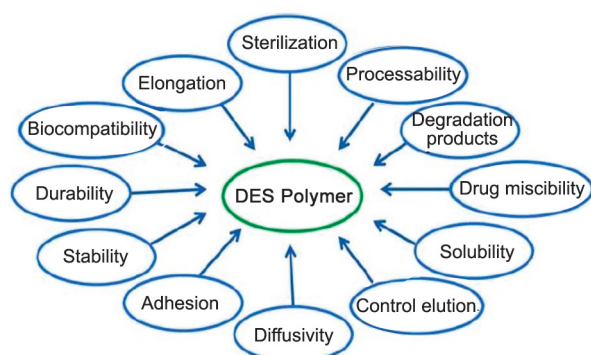 Sterilization
Elongation
Processability
Biocompatibility
Degradation
products
Durability
DES Polymer
Drug miscibility
Stability
Solubility
Adhesion
Control elution.
Diffusivity